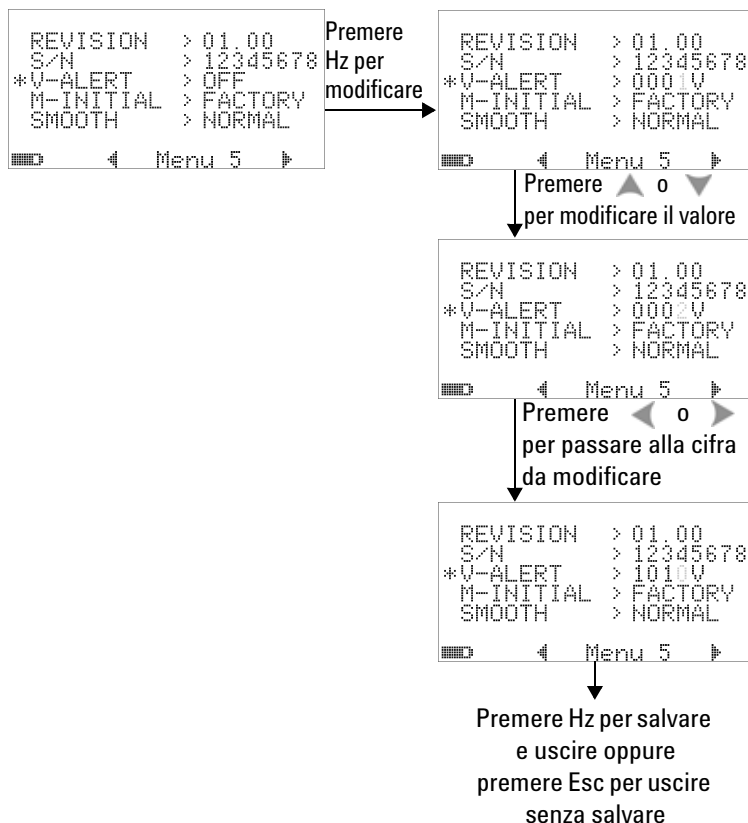 REVISION > 01.00
S/N > 12345678
*V-ALERT > OFF
M-INITIAL > FACTORY
SMOOTH > NORMAL
Menu 5
Premere
Hz per
modificare
REVISION > 01.00
S/N > 12345678
*V-ALERT > 0001V
M-INITIAL > FACTORY
SMOOTH > NORMAL
Menu 5
Premere o
per modificare il valore
REVISION > 01.00
S/N > 12345678
*V-ALERT > 0002V
M-INITIAL > FACTORY
SMOOTH > NORMAL
Menu 5
Premere o
per passare alla cifra
da modificare
REVISION > 01.00
S/N > 12345678
*V-ALERT > 1010V
M-INITIAL > FACTORY
SMOOTH > NORMAL
Menu 5
Premere Hz per salvare
e uscire oppure
premere Esc per uscire
senza salvare